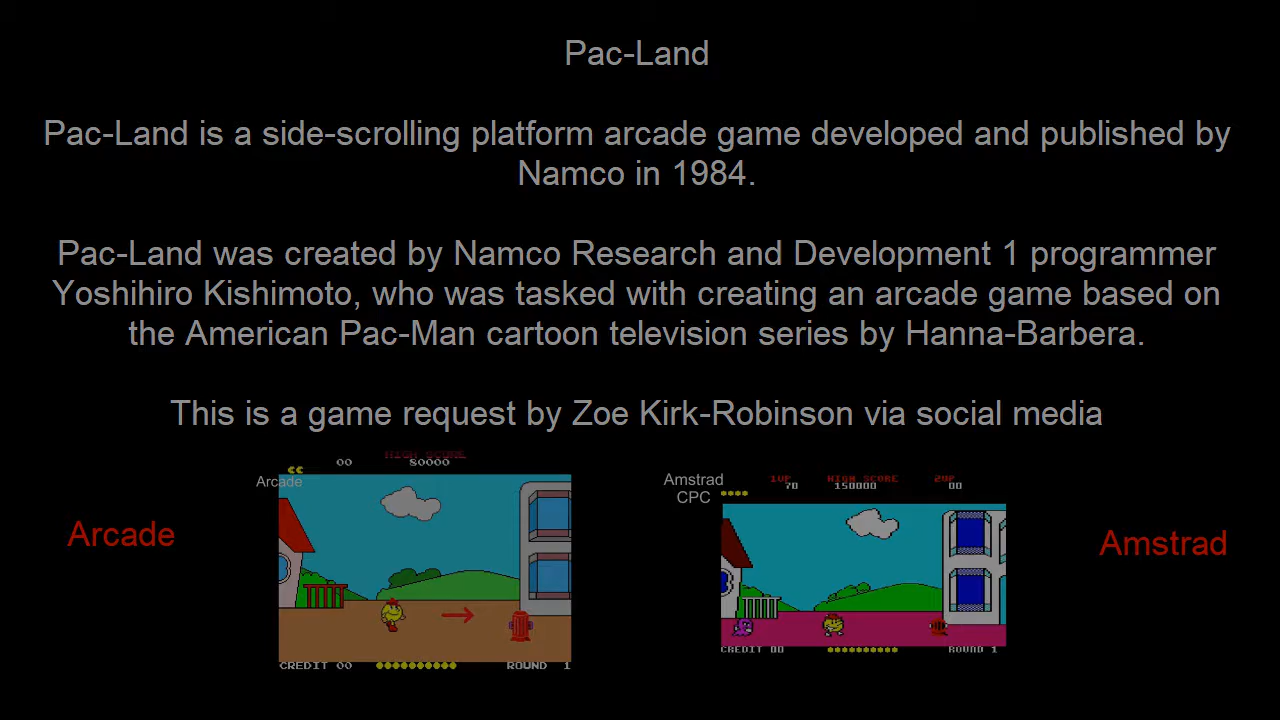 Pac-Land
Pac-Land is a side-scrolling platform arcade game developed and published by
Namco in 1984.
Pac-Land was created by Namco Research and Development 1 programmer
Yoshihiro Kishimoto, who was tasked with creating an arcade game based on
the American Pac-Man cartoon television series by Hanna-Barbera.
This is a game request by Zoe Kirk-Robinson via social media
HIGH SCORE
00 80000
Arcade
Arcade
CREDIT 00 ROUND 1
Amstrad
CPC
1UP HIGH SCORE 2UP
70 150000 00
CREDIT 00 ROUND 1
Amstrad